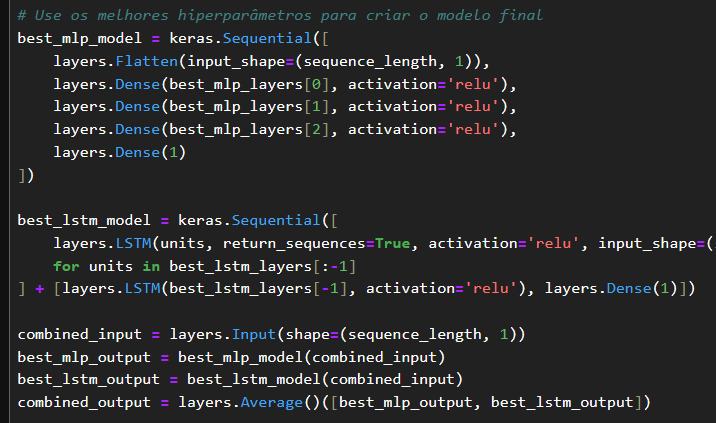 # Use os melhores hiperparâmetros para criar o modelo final
best_mlp_model = keras.Sequential([
    layers.Flatten(input_shape=(sequence_length, 1)),
    layers.Dense(best_mlp_layers[0], activation='relu'),
    layers.Dense(best_mlp_layers[1], activation='relu'),
    layers.Dense(best_mlp_layers[2], activation='relu'),
    layers.Dense(1)
])

best_lstm_model = keras.Sequential([
    layers.LSTM(units, return_sequences=True, activation='relu', input_shape=(
    for units in best_lstm_layers[:-1]
] + [layers.LSTM(best_lstm_layers[-1], activation='relu'), layers.Dense(1)])

combined_input = layers.Input(shape=(sequence_length, 1))
best_mlp_output = best_mlp_model(combined_input)
best_lstm_output = best_lstm_model(combined_input)
combined_output = layers.Average()([best_mlp_output, best_lstm_output])